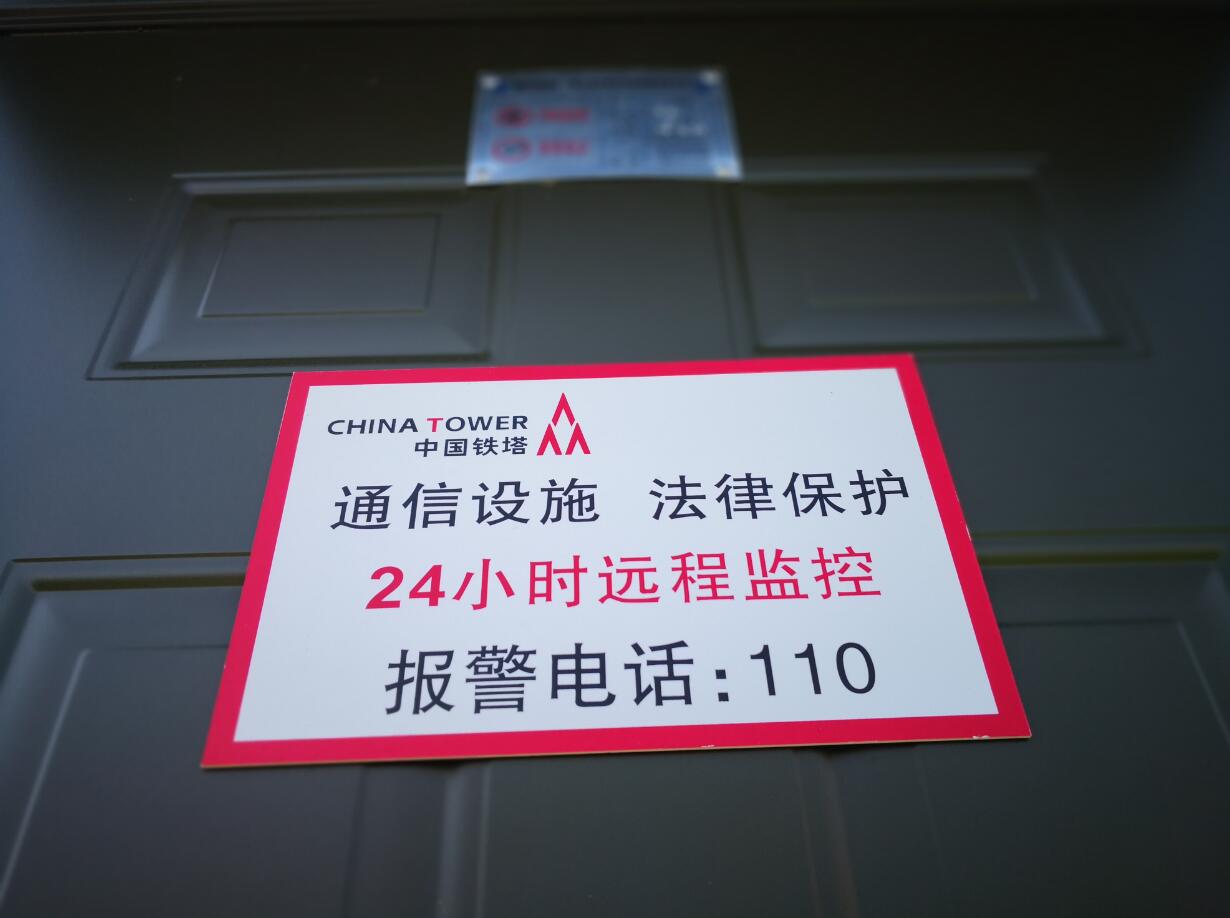 CHINA TOWER
中国铁塔
通信设施 法律保护
24小时远程监控
报警电话:110